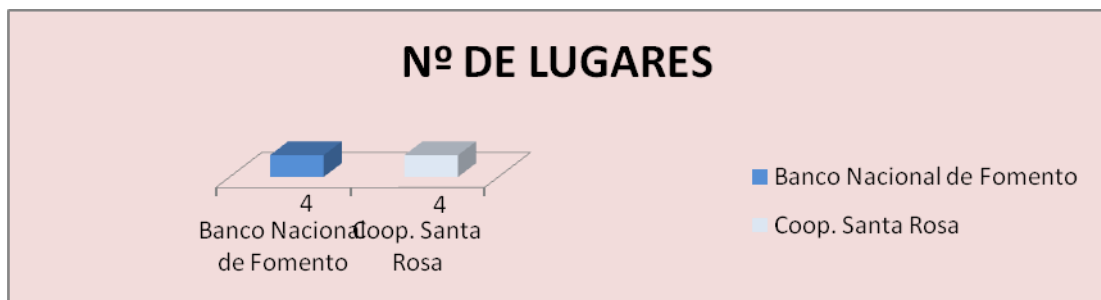 Nº DE LUGARES
4
Banco Nacional
de Fomento
4
Coop. Santa
Rosa
Banco Nacional de Fomento
Coop. Santa Rosa